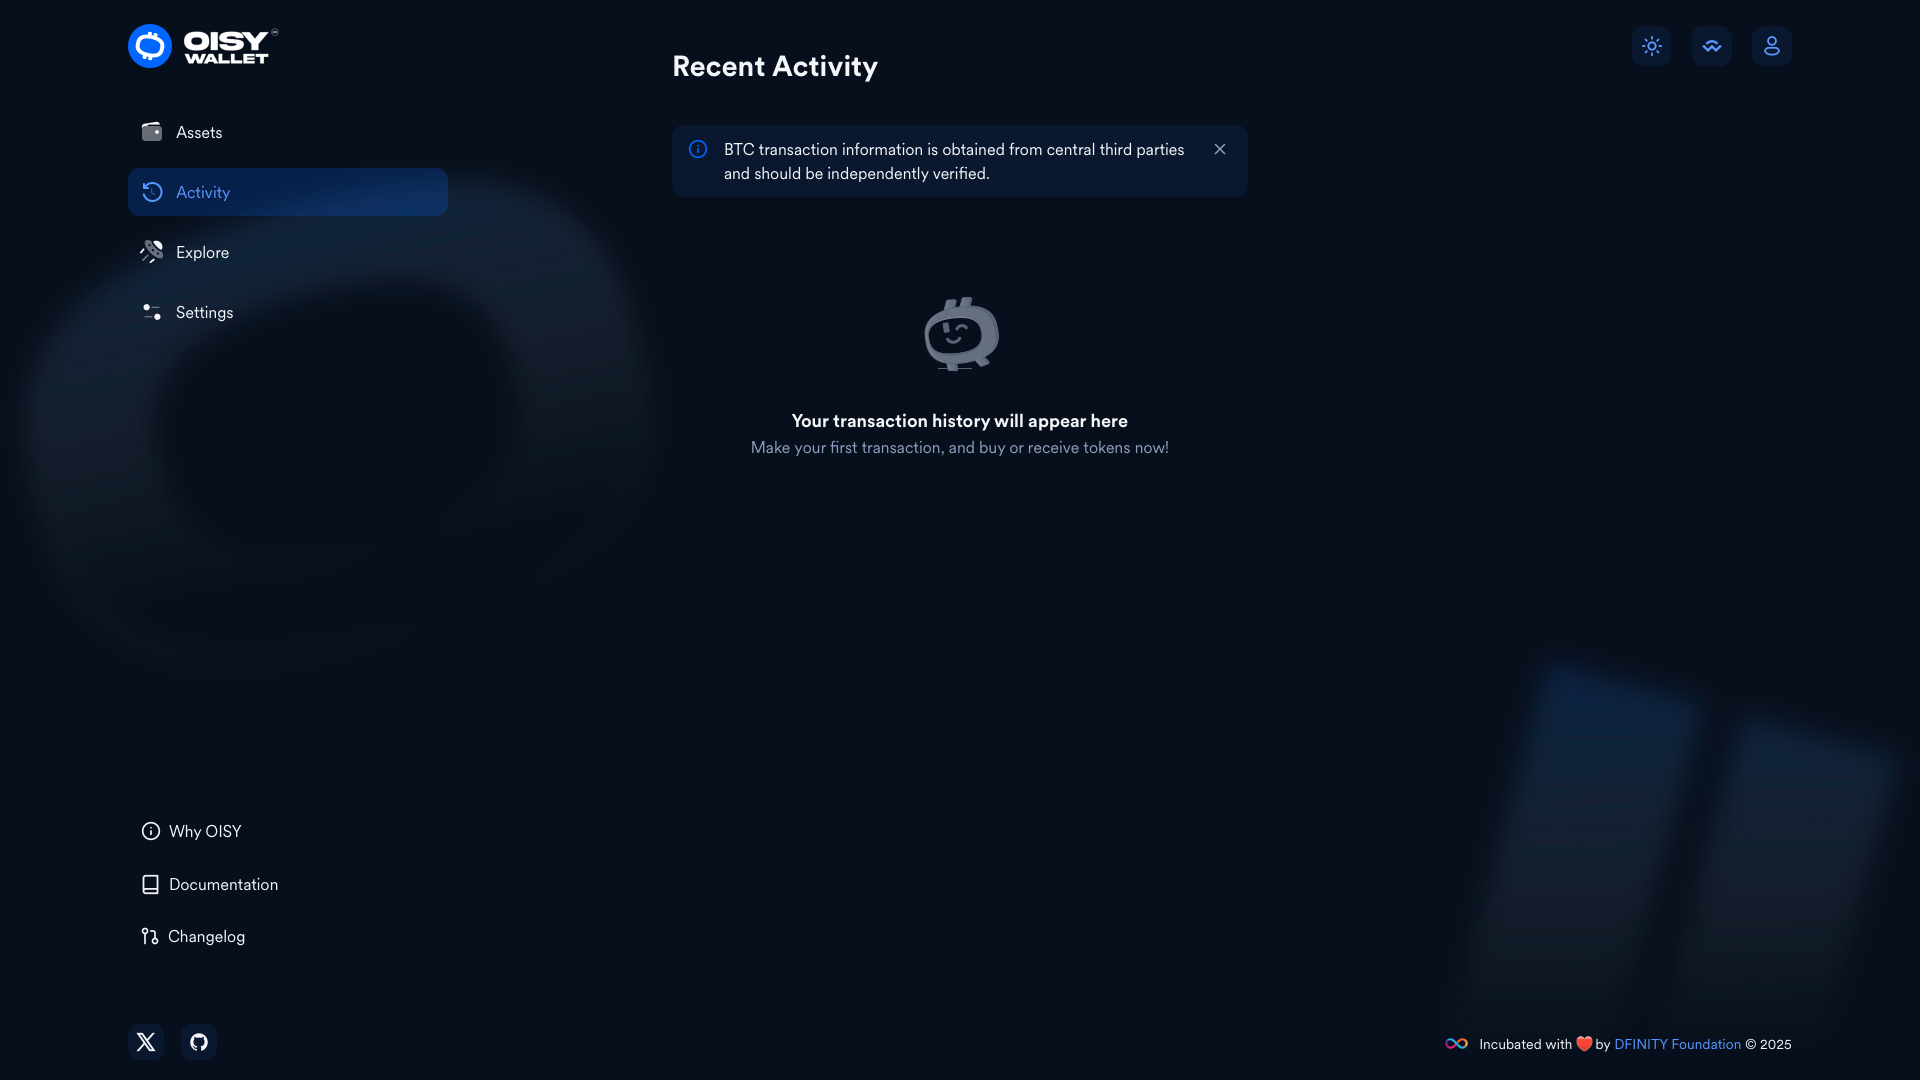 OISY
WALLET
Recent Activity
Assets
Activity
Explore
Settings
BTC transaction information is obtained from central third parties
and should be independently verified.
Your transaction history will appear here
Make your first transaction, and buy or receive tokens now!
Why OISY
Documentation
Changelog
Incubated with ❤️ by DFINITY Foundation © 2025